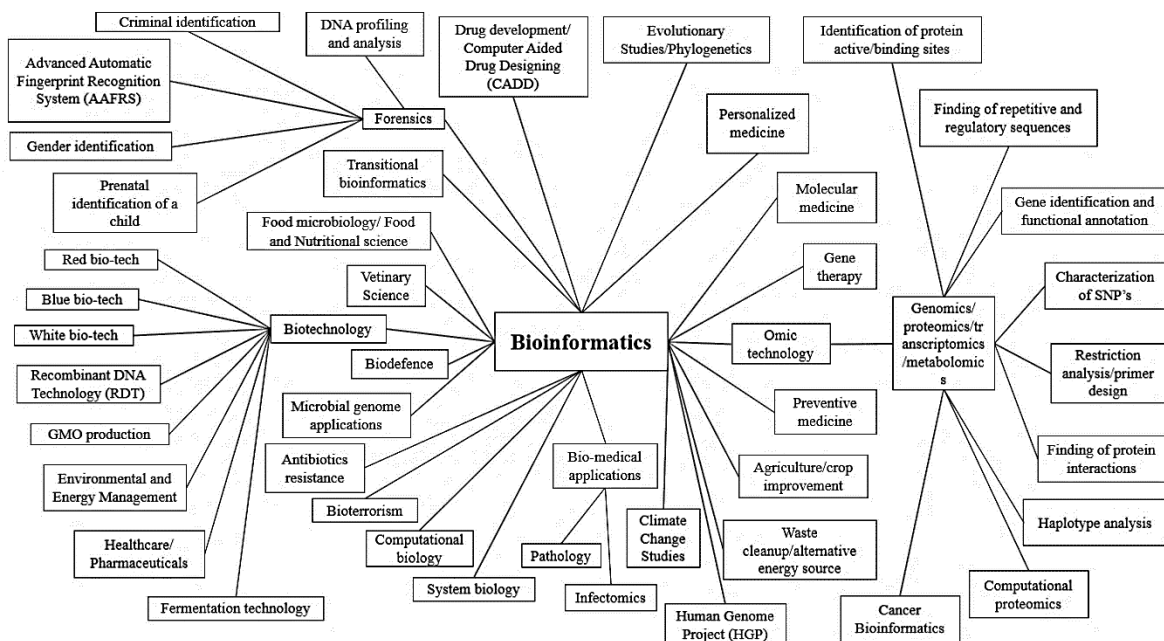 Criminal identification
DNA profiling
and analysis
Drug development/
Computer Aided
Drug Designing
(CADD)
Evolutionary
Studies/Phylogenetics
Identification of protein
active/binding sites
Advanced Automatic
Fingerprint Recognition
System (AAFRS)
Forensics
Personalized
medicine
Finding of repetitive and
regulatory sequences
Gender identification
Transitional
bioinformatics
Molecular
medicine
Prenatal
identification of a
child
Gene identification and
functional annotation
Food microbiology/ Food
and Nutritional science
Red bio-tech
Gene
therapy
Vetinary
Science
Characterization
of SNP's
Blue bio-tech
White bio-tech
Biotechnology
Bioinformatics
Omic
technology
Genomics/
proteomics/tr
anscriptomics
/metabolomic
s
Biodefence
Restriction
analysis/primer
design
Recombinant DNA
Technology (RDT)
Microbial genome
applications
Preventive
medicine
GMO production
Antibiotics
resistance
Bio-medical
applications
Agriculture/crop
improvement
Finding of protein
interactions
Environmental and
Energy Management
Bioterrorism
Haplotype analysis
Computational
biology
Climate
Change
Studies
Waste
cleanup/alternative
energy source
Healthcare/
Pharmaceuticals
Pathology
System biology
Infectomics
Computational
proteomics
Fermentation technology
Human Genome
Project (HGP)
Cancer
Bioinformatics